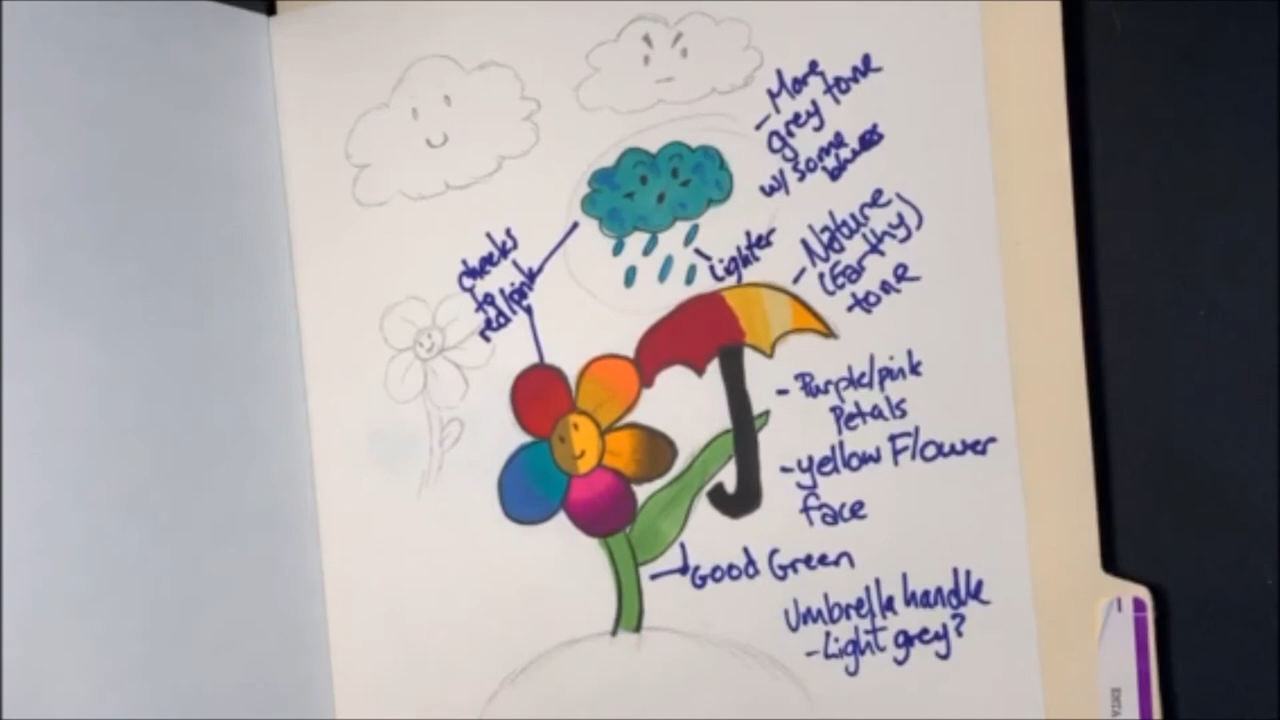 - More
grey tone
w/ some
blues
- Nature
(Earthy)
tone
Lighter
cheeks
to
red/pink
- Purple/pink
Petals
- yellow Flower
face
Good Green
Umbrella handle
- Light grey?